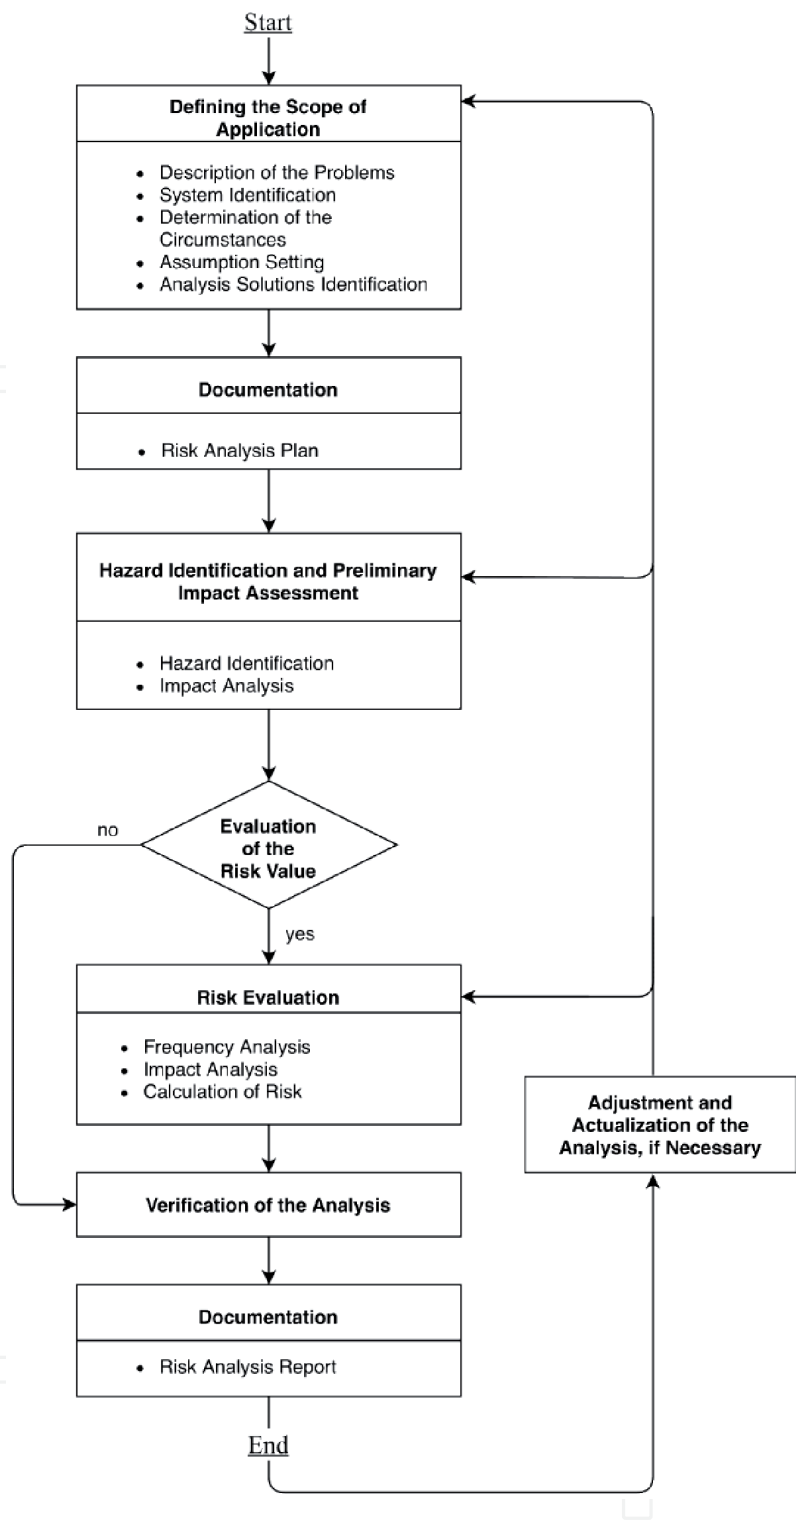 Start
Defining the Scope of
Application
• Description of the Problems
• System Identification
• Determination of the
Circumstances
• Assumption Setting
• Analysis Solutions Identification
Documentation
• Risk Analysis Plan
Hazard Identification and Preliminary
Impact Assessment
• Hazard Identification
• Impact Analysis
no
Evaluation
of the
Risk Value
yes
Risk Evaluation
• Frequency Analysis
• Impact Analysis
• Calculation of Risk
Adjustment and
Actualization of the
Analysis, if Necessary
Verification of the Analysis
Documentation
• Risk Analysis Report
End